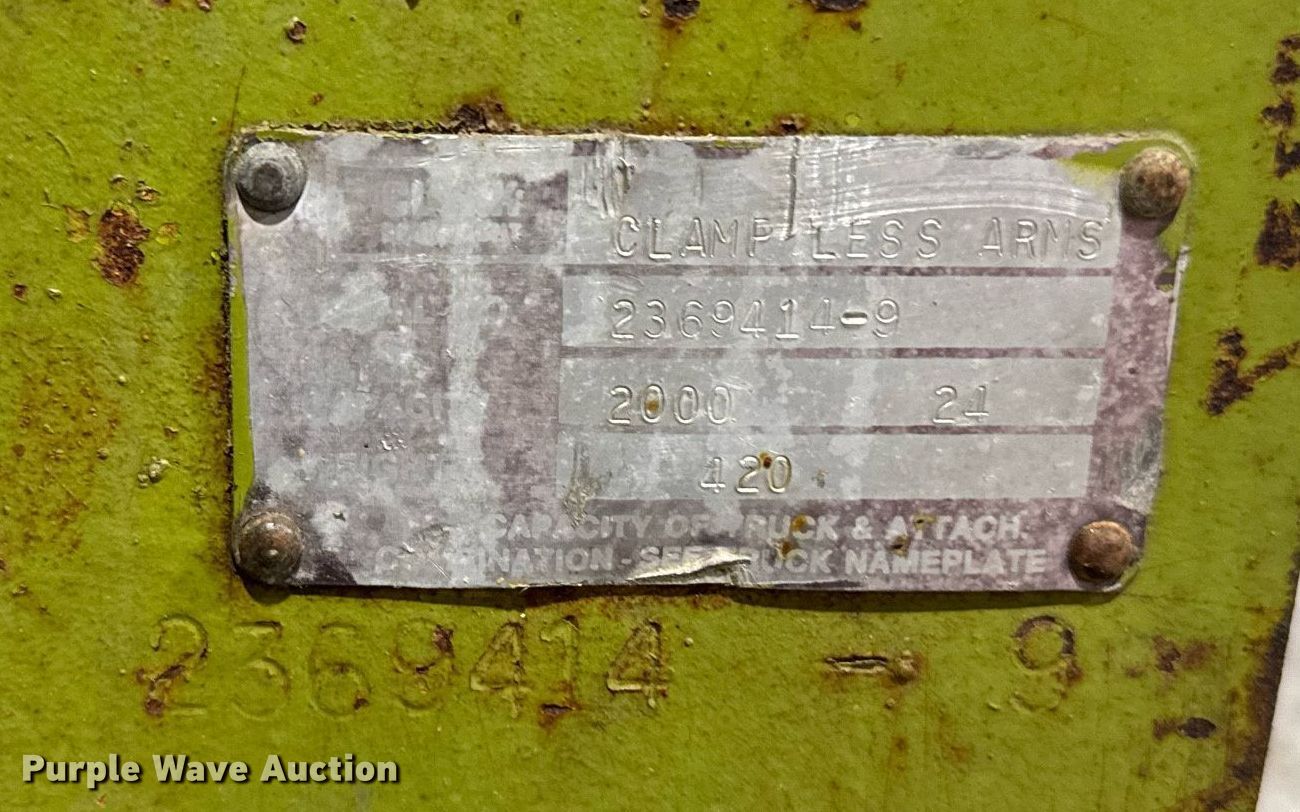 CLAMP LESS ARMS
2369414-9
2000 24
420
CAPACITY OF TRUCK & ATTACH.
COMBINATION - SEE TRUCK NAMEPLATE
2369414 - 9
Purple Wave Auction